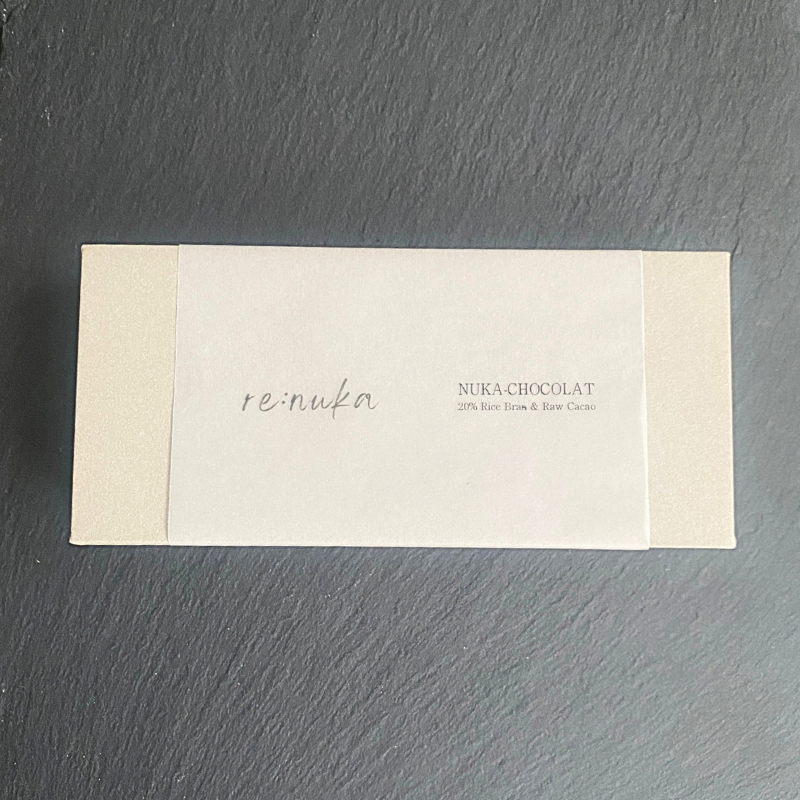 re:nuka
NUKA-CHOCOLAT
20% Rice Bran & Raw Cacao